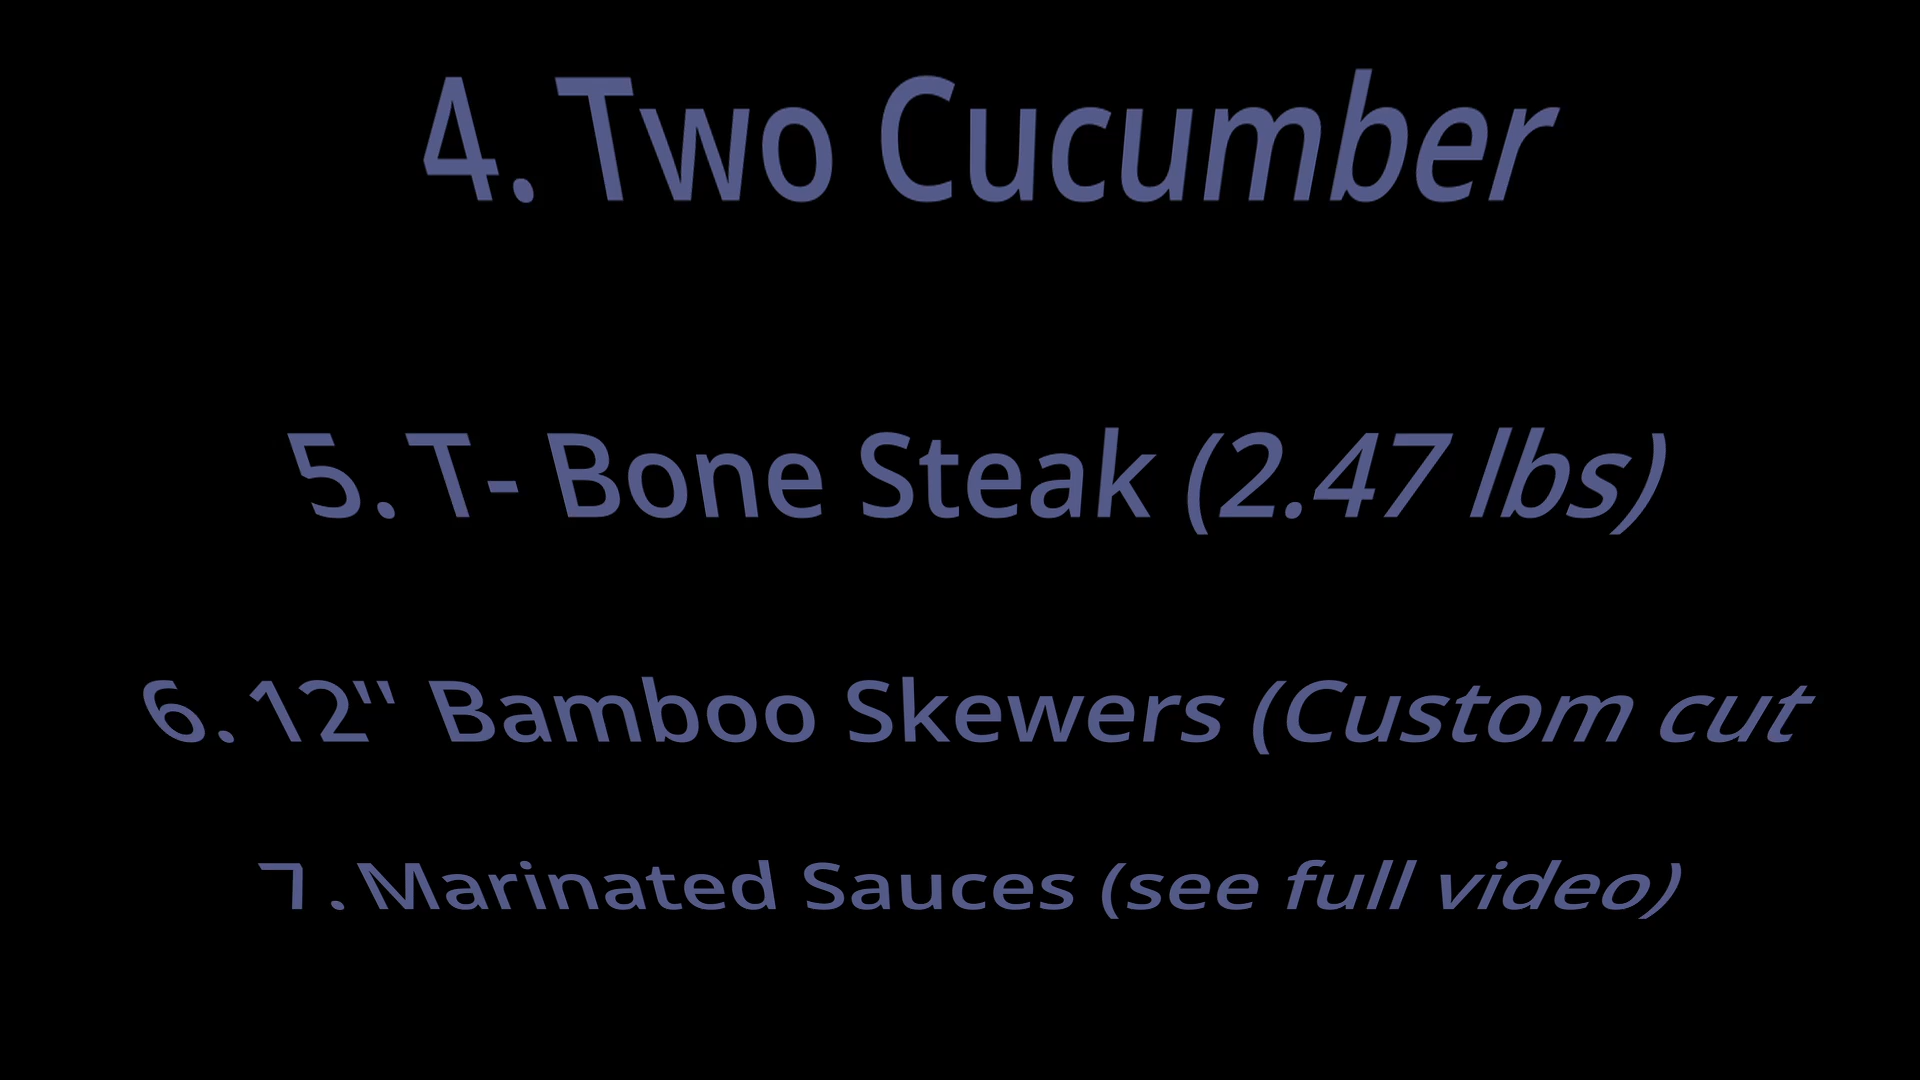 4. Two Cucumber
5. T- Bone Steak (2.47 lbs)
6. 12" Bamboo Skewers (Custom cut
7. Marinated Sauces (see full video)